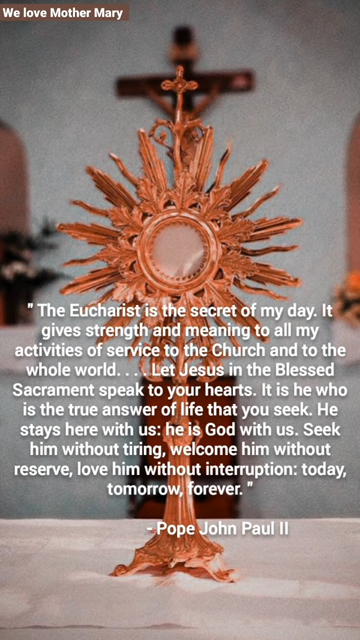 We love Mother Mary
" The Eucharist is the secret of my day. It
gives strength and meaning to all my
activities of service to the Church and to the
whole world. . . . Let Jesus in the Blessed
Sacrament speak to your hearts. It is he who
is the true answer of life that you seek. He
stays here with us: he is God with us. Seek
him without tiring, welcome him without
reserve, love him without interruption: today,
tomorrow, forever. "
- Pope John Paul II